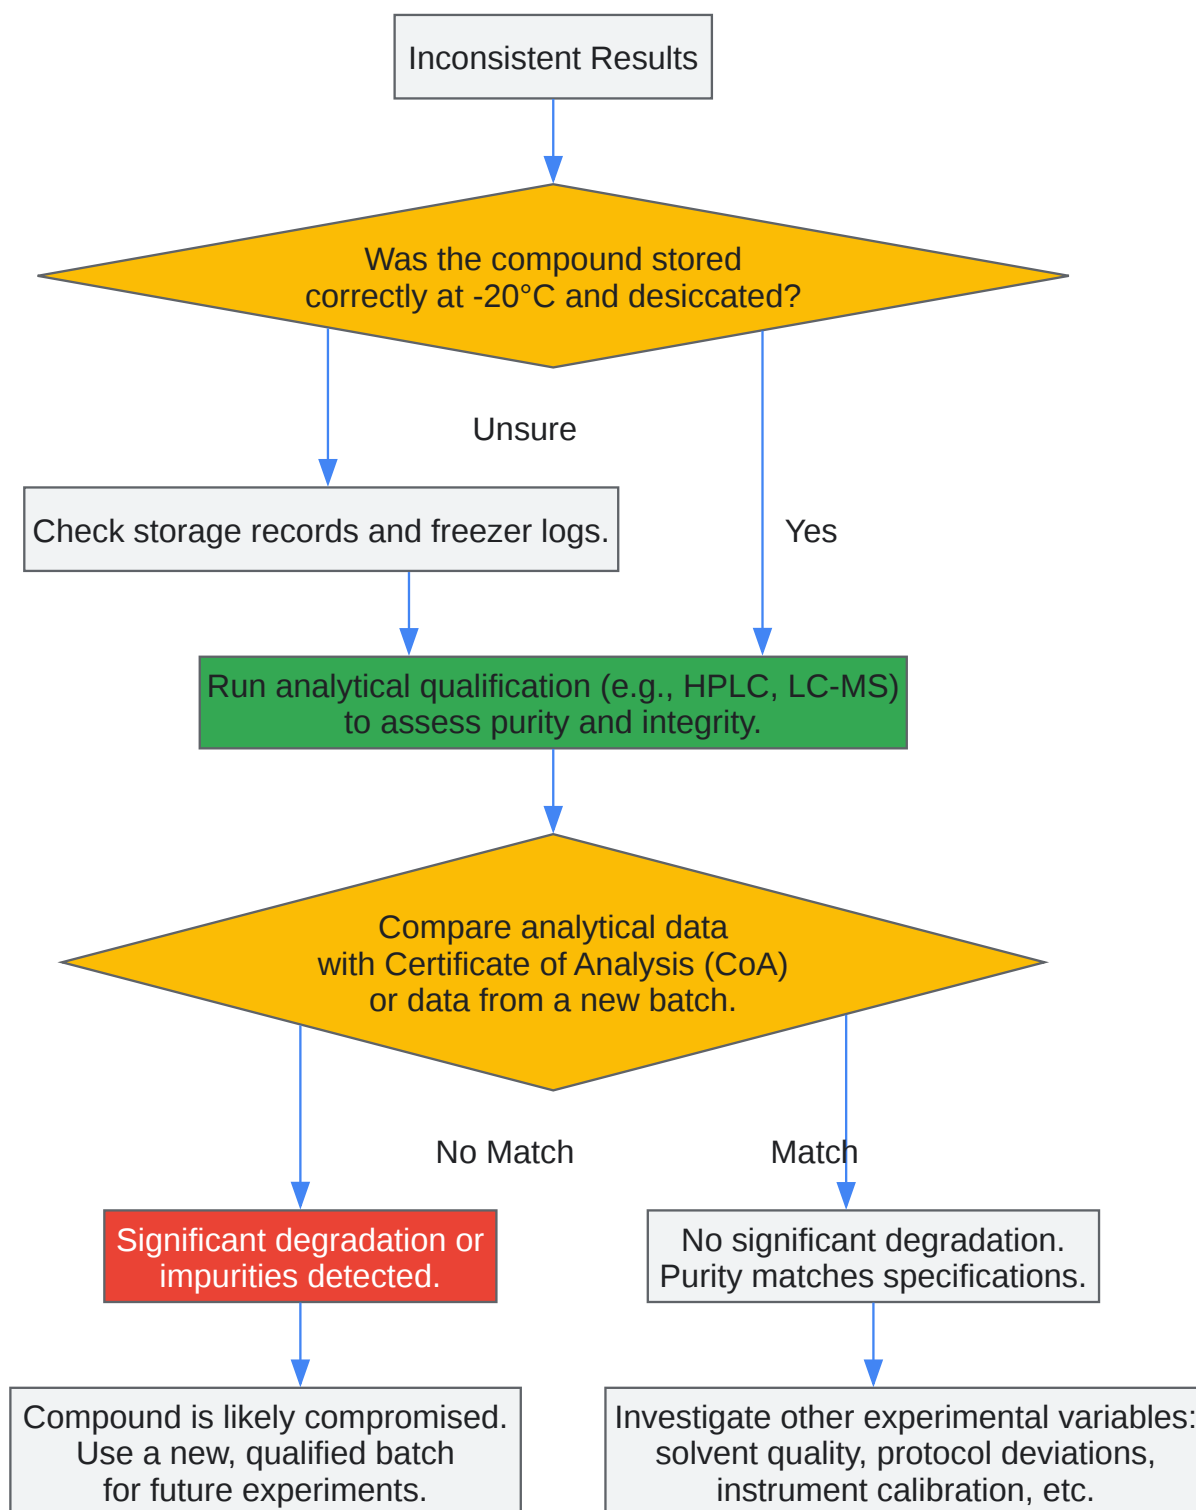 Inconsistent Results
Was the compound stored
correctly at -20°C and desiccated?
Unsure
Check storage records and freezer logs.
Yes
Run analytical qualification (e.g., HPLC, LC-MS)
to assess purity and integrity.
Compare analytical data
with Certificate of Analysis (CoA)
or data from a new batch.
No Match
Match
Significant degradation or
impurities detected.
No significant degradation.
Purity matches specifications.
Compound is likely compromised.
Use a new, qualified batch
for future experiments.
Investigate other experimental variables:
solvent quality, protocol deviations,
instrument calibration, etc.